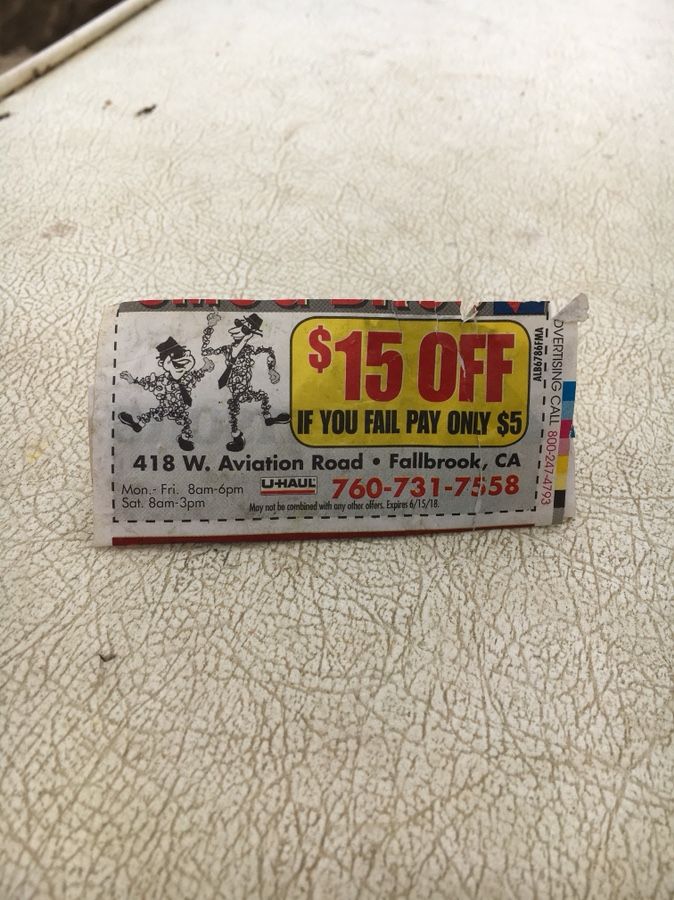 $15 OFF
IF YOU FAIL PAY ONLY $5
418 W. Aviation Road • Fallbrook, CA
Mon.- Fri. 8am-6pm
Sat. 8am-3pm
U-HAUL
760-731-7558
May not be combined with any other offers. Expires 6/15/18.
ALB6786FMA
DVERTISING CALL 800-247-4793